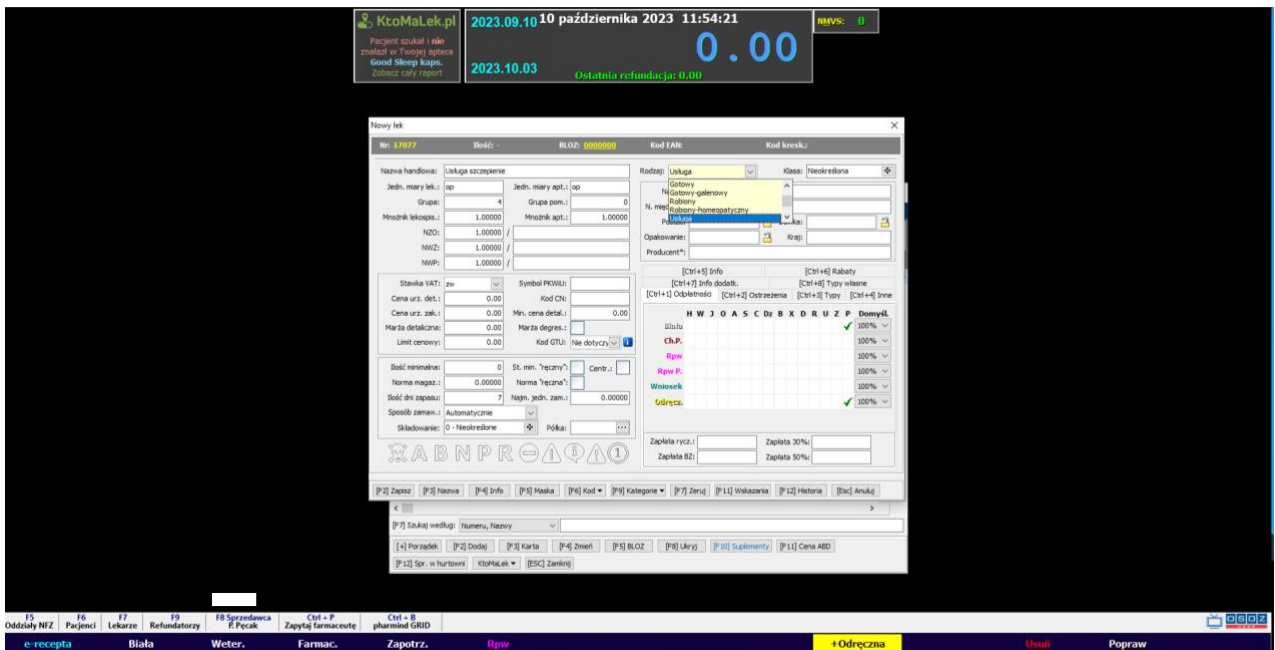 KtoMaLek.pl
Pacjent szukał i nie
znalazł w Twojej aptece
Good Sleep kaps.
Zobacz cały raport
2023.09.10 10 października 2023 11:54:21
0.00
2023.10.03
Ostatnia refundacja: 0.00
NMVS: 0
Nowy lek
Nr: 17077 Ilość: - BLOZ: 0000000 Kod EAN: Kod kresk.:
Nazwa handlowa: Usługa szczepienie
Jedn. miary lek.: op Jedn. miary apt.: op
Grupa: 4 Grupa pom.: 0
Mnożnik lekospis.: 1.00000 Mnożnik apt.: 1.00000
NZO: 1.00000 /
NWZ: 1.00000 /
NWP: 1.00000 /
Rodzaj: Usługa Klasa: Nieokreślona
Gotowy
Gotowy-galenowy
Robiony
Robiony-homeopatyczny
Usługa
Opakowanie: Kraj:
Producent*:
Stawka VAT: zw Symbol PKWiU:
Cena urz. det.: 0.00 Kod CN:
Cena urz. zak.: 0.00 Min. cena detal.: 0.00
Marża detaliczna: 0.00 Marża degres.:
Limit cenowy: 0.00 Kod GTU: Nie dotyczy
[Ctrl+5] Info [Ctrl+6] Rabaty
[Ctrl+7] Info dodatk. [Ctrl+8] Typy własne
[Ctrl+1] Odpłatności [Ctrl+2] Ostrzeżenia [Ctrl+3] Typy [Ctrl+4] Inne
H W J O A S C Dz B X D R U Z P Domyśl.
100%
Ch.P. 100%
Rpw 100%
Rpw P. 100%
Wniosek 100%
Odręcz. 100%
Ilość minimalna: 0 St. min. "ręczny": Centr.:
Norma magaz.: 0.00000 Norma "ręczna":
Ilość dni zapasu: 7 Najm. jedn. zam.: 0.00000
Sposób zamaw.: Automatycznie
Składowanie: 0 - Nieokreślone Półka: ...
A B N P R 1
Zapłata rycz.: Zapłata 30%:
Zapłata BZ: Zapłata 50%:
[F2] Zapisz [F3] Nazwa [F4] Info [F5] Maska [F6] Kod [F9] Kategorie [F7] Zeruj [F11] Wskazania [F12] Historia [Esc] Anuluj
[F7] Szukaj według: Numeru, Nazwy
[+] Porządek [F2] Dodaj [F3] Karta [F4] Zmień [F5] BLOZ [F8] Ukryj [F10] Suplementy [F11] Cena ABD
[F12] Spr. w hurtowni KtoMaLek [ESC] Zamknij
F5 F6 F7 F9 F8 Sprzedawca Ctrl + P Ctrl + B
Oddziały NFZ Pacjenci Lekarze Refundatorzy P. Pęcak Zapytaj farmaceutę pharmind GRID
OSOZ
e-recepta Biała Weter. Farmac. Zapotrz. Rpw +Odręczna Usuń Popraw